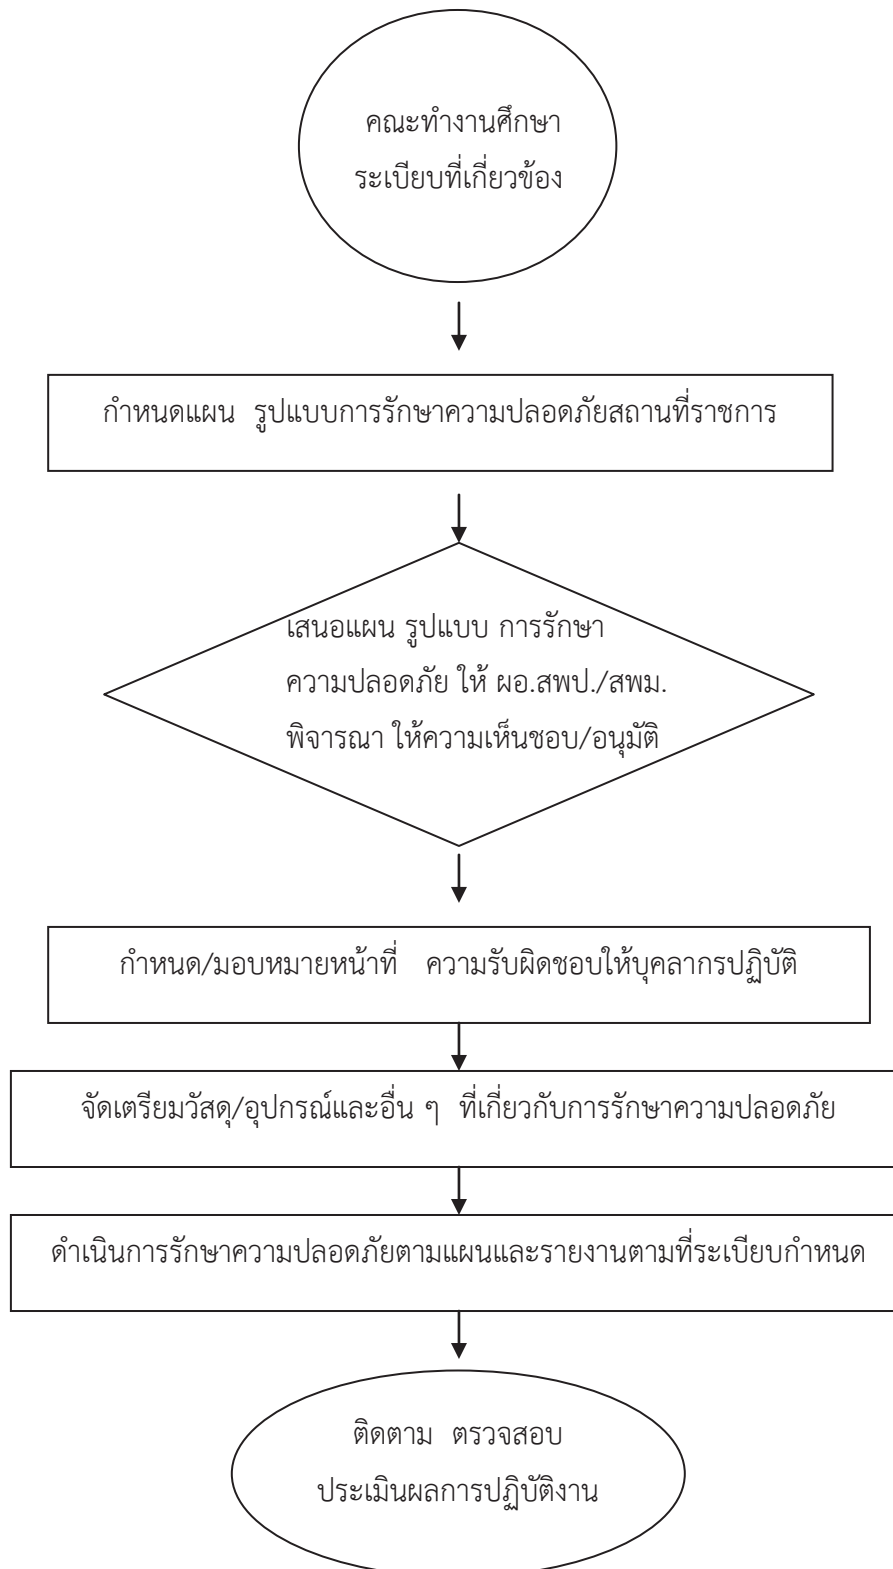 คณะทำงานศึกษา
ระเบียบที่เกี่ยวข้อง
กำหนดแผน รูปแบบการรักษาความปลอดภัยสถานที่ราชการ
เสนอแผน รูปแบบ การรักษา
ความปลอดภัย ให้ ผอ.สพป./สพม.
พิจารณา ให้ความเห็นชอบ/อนุมัติ
กำหนด/มอบหมายหน้าที่ ความรับผิดชอบให้บุคลากรปฏิบัติ
จัดเตรียมวัสดุ/อุปกรณ์และอื่น ๆ ที่เกี่ยวกับการรักษาความปลอดภัย
ดำเนินการรักษาความปลอดภัยตามแผนและรายงานตามที่ระเบียบกำหนด
ติดตาม ตรวจสอบ
ประเมินผลการปฏิบัติงาน